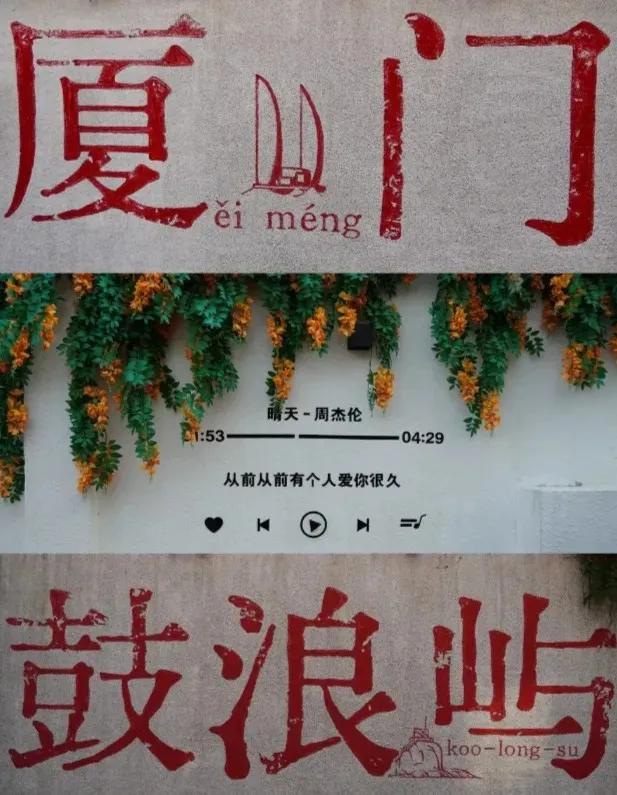 厦门
ěi méng
晴天-周杰伦
1:53 04:29
从前从前有个人爱你很久
鼓浪屿
koo-long-su